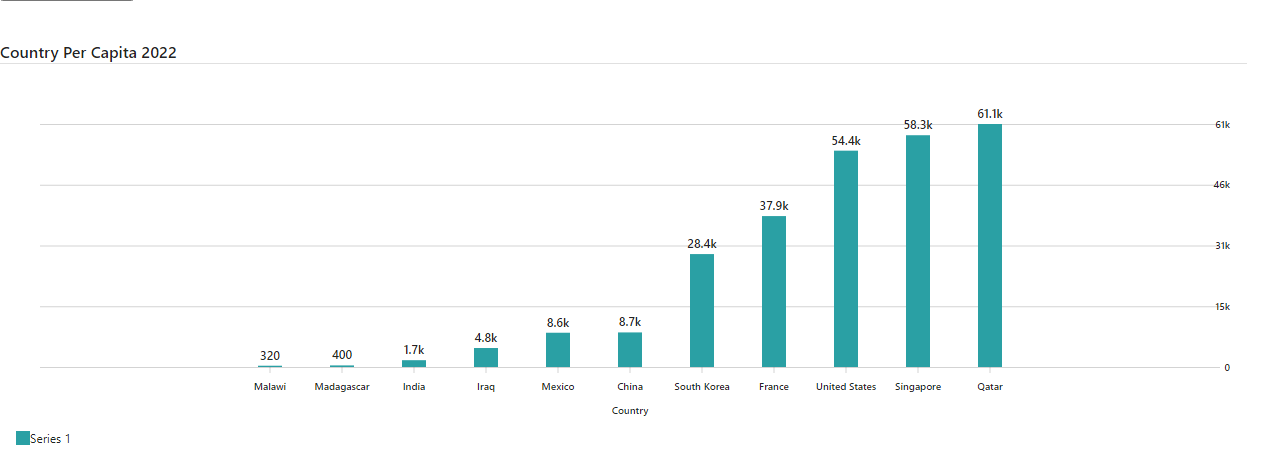 Country Per Capita 2022
61.1k
58.3k
61k
54.4k
46k
37.9k
28.4k
31k
15k
8.6k
8.7k
4.8k
1.7k
320
400
0
Malawi Madagascar India Iraq Mexico China South Korea France United States Singapore Qatar
Country
Series 1